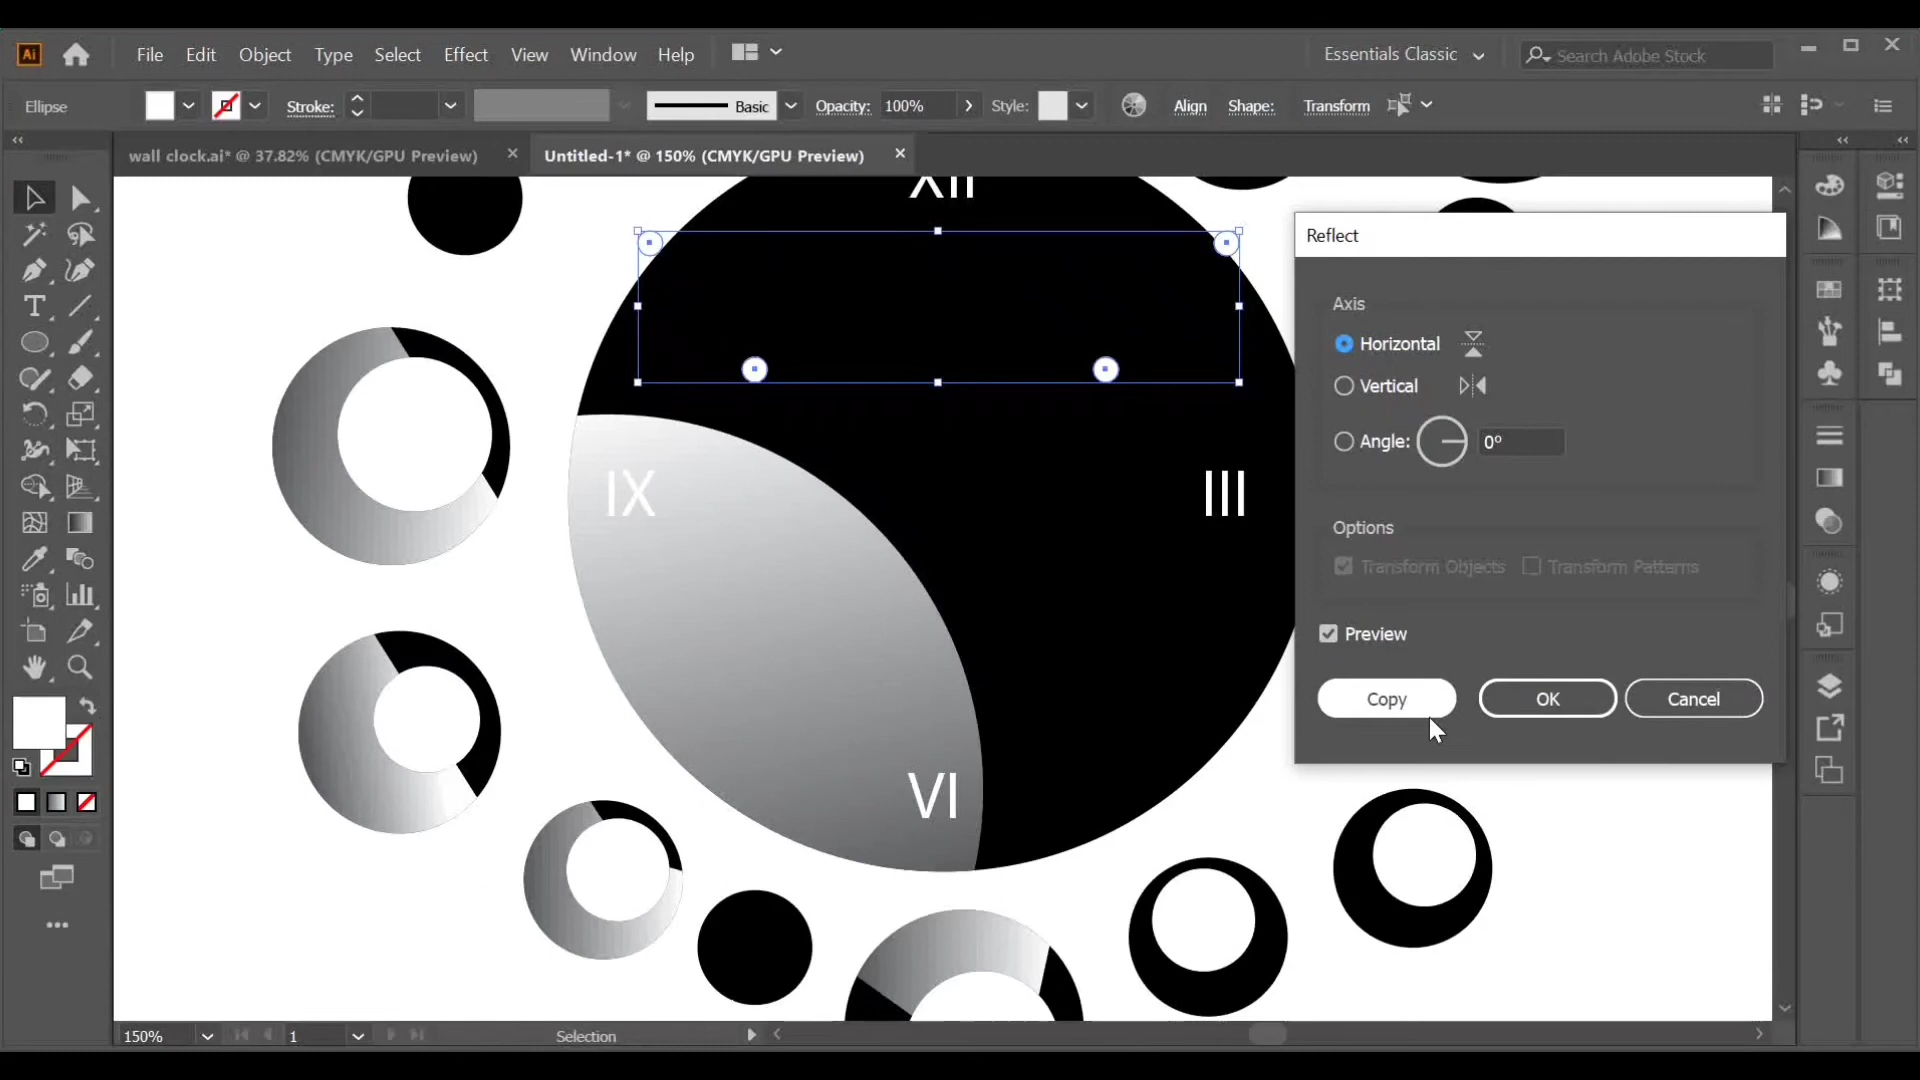 Ai File Edit Object Type Select Effect View Window Help Essentials Classic Search Adobe Stock
Ellipse Stroke: Basic Opacity: 100% Style: Align Shape: Transform
wall clock.ai* @ 37.82% (CMYK/GPU Preview) Untitled-1* @ 150% (CMYK/GPU Preview)
XII
Reflect
Axis
Horizontal
Vertical
Angle: 0°
IX
III
Options
Transform Objects Transform Patterns
Preview
Copy OK Cancel
VI
150% 1 Selection